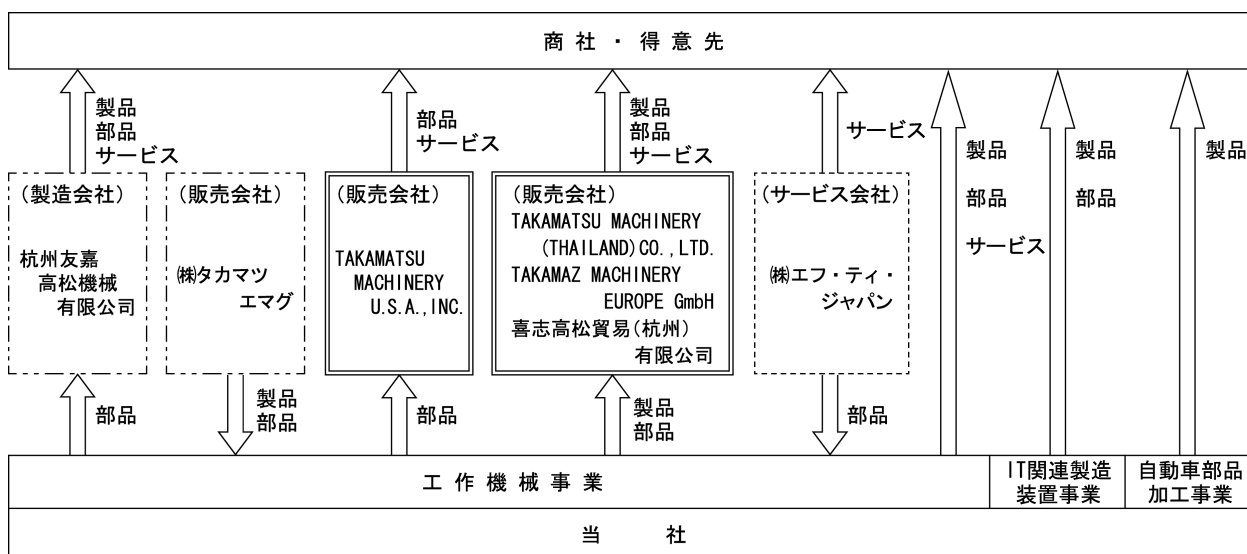 商社・得意先
製品
部品
サービス
部品
サービス
製品
部品
サービス
サービス
製品
部品
サービス
製品
部品
製品
(製造会社)
杭州友嘉
高松機械
有限公司
(販売会社)
㈱タカマツ
エマグ
(販売会社)
TAKAMATSU
MACHINERY
U.S.A.,INC.
(販売会社)
TAKAMATSU MACHINERY
(THAILAND)CO.,LTD.
TAKAMAZ MACHINERY
EUROPE GmbH
喜志高松貿易(杭州)
有限公司
(サービス会社)
㈱エフ・ティ・
ジャパン
部品
製品
部品
部品
製品
部品
部品
工作機械事業
IT関連製造
装置事業
自動車部品
加工事業
当社